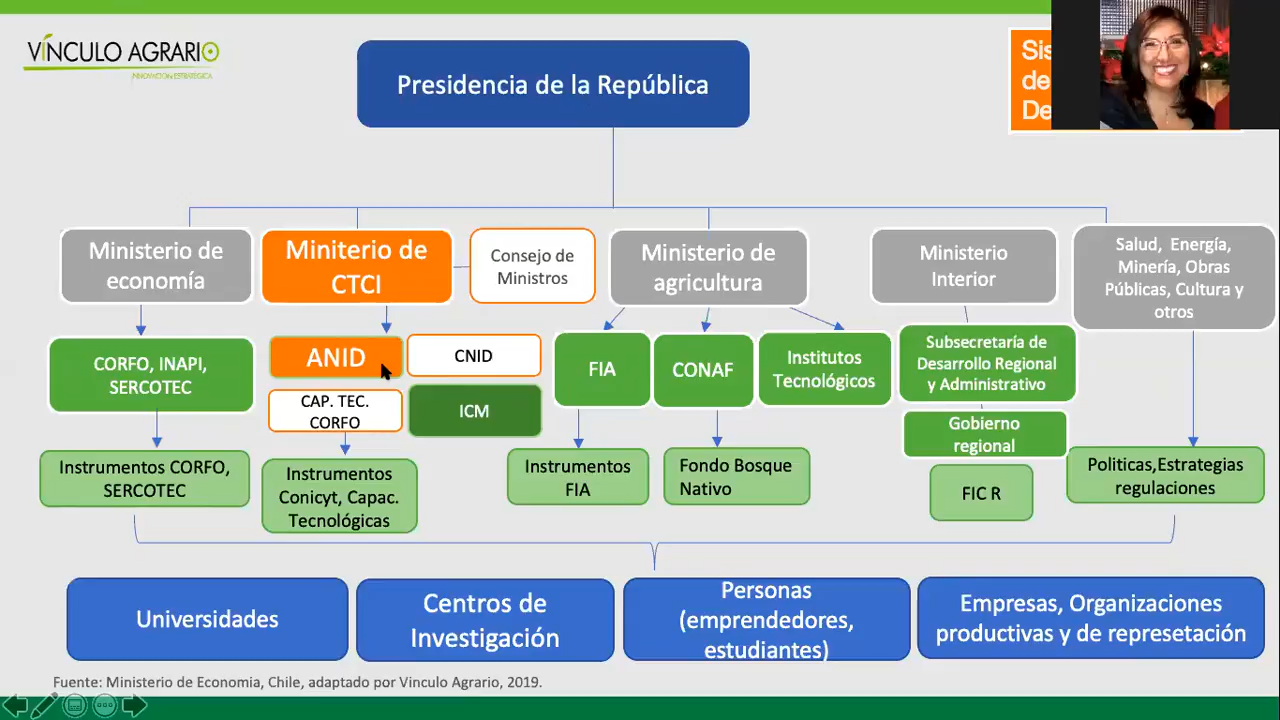 VÍNCULO AGRARIO
INNOVACIÓN ESTRATÉGICA
Presidencia de la República
Sis
de
De
Ministerio de
economía
Miniterio de
CTCI
Consejo de
Ministros
Ministerio de
agricultura
Ministerio
Interior
Salud, Energía,
Minería, Obras
Públicas, Cultura y
otros
CORFO, INAPI,
SERCOTEC
ANID
CNID
CAP. TEC.
CORFO
ICM
FIA
CONAF
Institutos
Tecnológicos
Subsecretaría de
Desarrollo Regional
y Administrativo
Gobierno
regional
Instrumentos CORFO,
SERCOTEC
Instrumentos
Conicyt, Capac.
Tecnológicas
Instrumentos
FIA
Fondo Bosque
Nativo
FIC R
Politicas,Estrategias
regulaciones
Universidades
Centros de
Investigación
Personas
(emprendedores,
estudiantes)
Empresas, Organizaciones
productivas y de represetación
Fuente: Ministerio de Economia, Chile, adaptado por Vinculo Agrario, 2019.